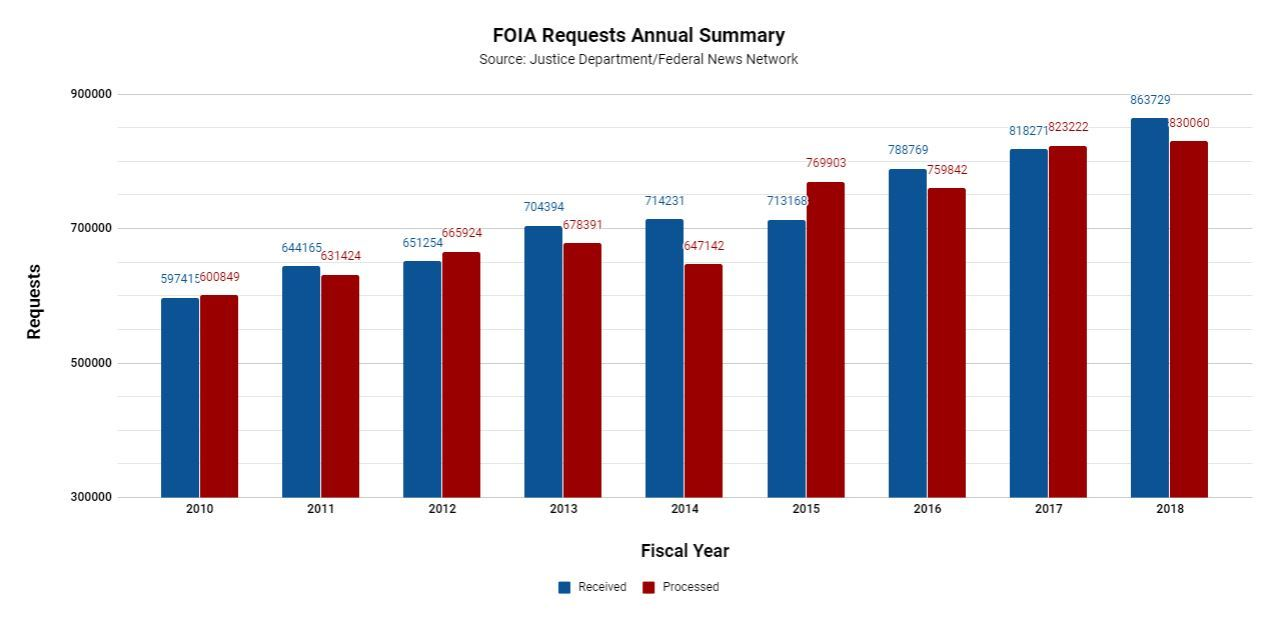 FOIA Requests Annual Summary
Source: Justice Department/Federal News Network
Requests
900000
700000
500000
300000
597415 600849
644165 631424
651254 665924
704394 678391
714231 647142
713168 769903
788769 759842
818271 823222
863729 830060
2010 2011 2012 2013 2014 2015 2016 2017 2018
Fiscal Year
Received Processed